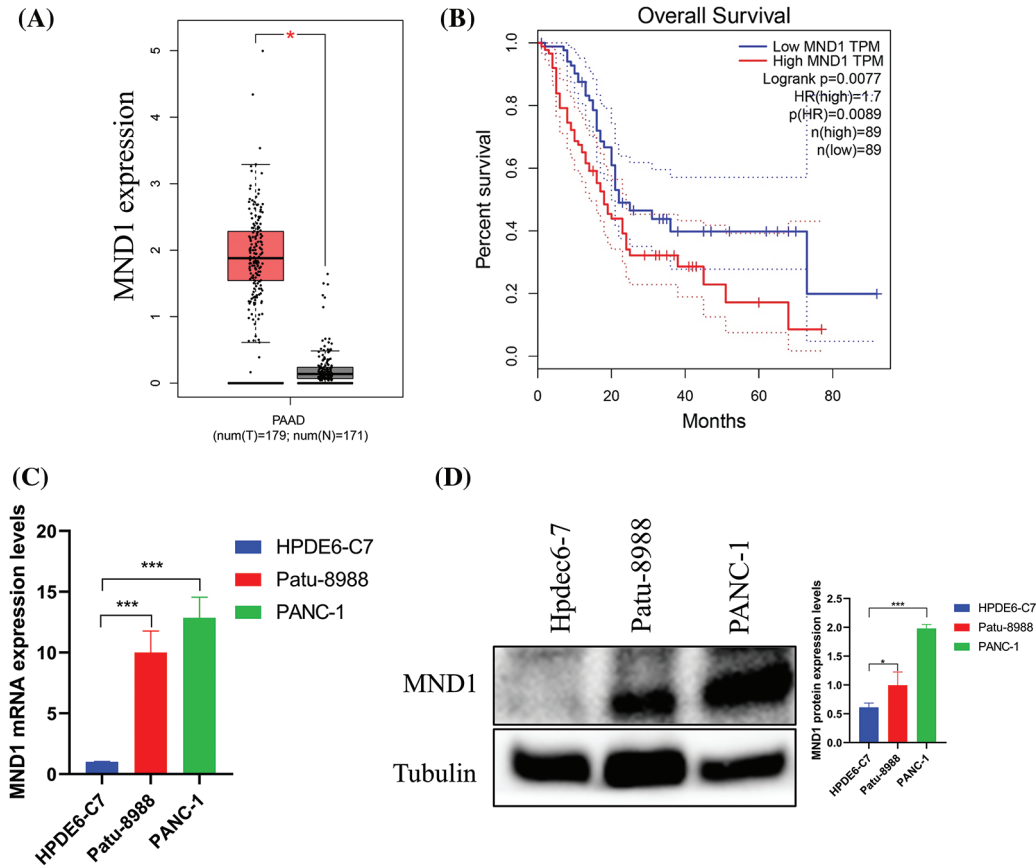 (A)
MND1 expression
5
4
3
2
1
0
*
PAAD
(num(T)=179; num(N)=171)
(B)
Overall Survival
Percent survival
1.0
0.8
0.6
0.4
0.2
0.0
Low MND1 TPM
High MND1 TPM
Logrank p=0.0077
HR(high)=1.7
p(HR)=0.0089
n(high)=89
n(low)=89
0 20 40 60 80
Months
(C)
MND1 mRNA expression levels
20
15
10
5
0
***
***
HPDE6-C7
Patu-8988
PANC-1
HPDE6-C7
Patu-8988
PANC-1
(D)
Hpdec6-7
Patu-8988
PANC-1
MND1
Tubulin
MND1 protein expression levels
2.5
2.0
1.5
1.0
0.5
0.0
***
*
HPDE6-C7
Patu-8988
PANC-1
HPDE6-C7
Patu-8988
PANC-1